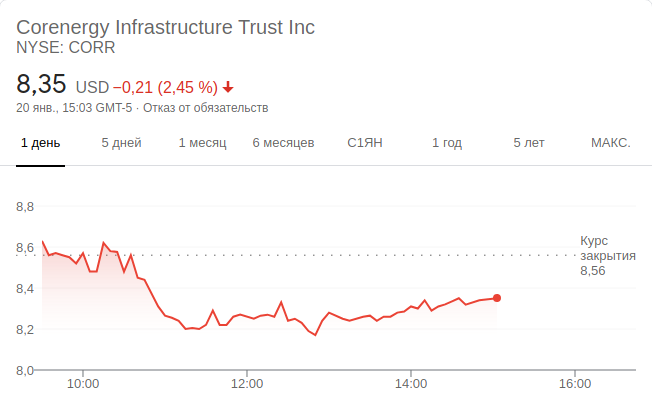 Corenergy Infrastructure Trust Inc
NYSE: CORR
8,35 USD −0,21 (2,45 %)
20 янв., 15:03 GMT-5 · Отказ от обязательств
1 день 5 дней 1 месяц 6 месяцев С1ЯН 1 год 5 лет МАКС.
8,8
8,6
8,4
8,2
8,0
Курс
закрытия
8,56
10:00 12:00 14:00 16:00